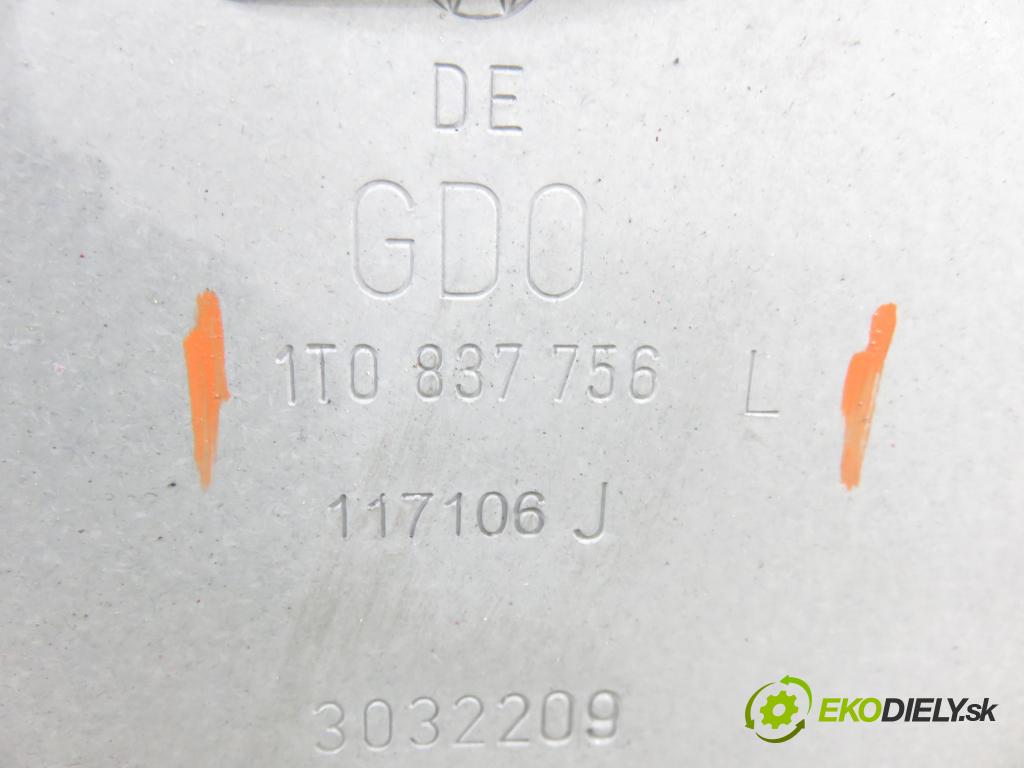 DE
GDO
1T0 837 756 L
117106 J
3032209
EKODIELY.sk